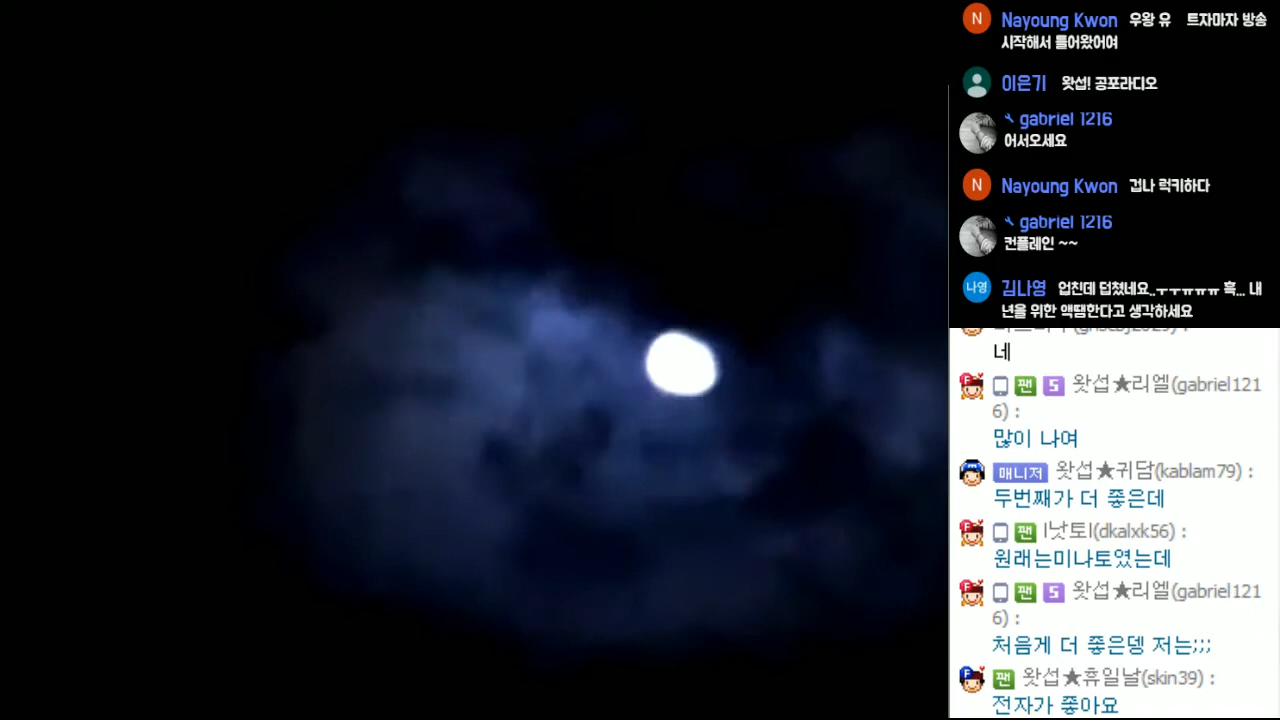 N Nayoung Kwon 우왕 유 트자마자 방송
시작해서 틀어왔어여
이은기 왓섭! 공포라디오
gabriel 1216
어서오세요
N Nayoung Kwon 겁나 럭키하다
gabriel 1216
컨플레인 ~~
나영 김나영 업친데 덥쳤네요..ㅜㅜㅠㅠㅠ 흑... 내
년을 위한 액땜한다고 생각하세요
네
팬 5 왓섭★리엘(gabriel121
6) :
많이 나여
매니저 왓섭★귀담(kablam79) :
두번째가 더 좋은데
팬 l낫토l(dkalxk56) :
원래는미나토였는데
팬 5 왓섭★리엘(gabriel121
6) :
처음게 더 좋은뎅 저는;;;
팬 왓섭★휴일날(skin39) :
전자가 좋아요